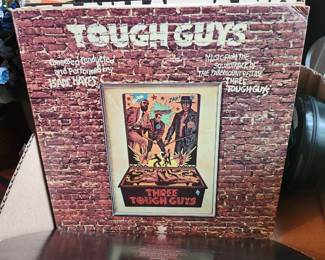 TOUGH GUYS
Composed, Conducted
and Performed by
ISAAC HAYES
MUSIC FROM THE
SOUNDTRACK OF
THE PARAMOUNT RELEASE
THREE
TOUGH GUYS
THREE
TOUGH GUYS